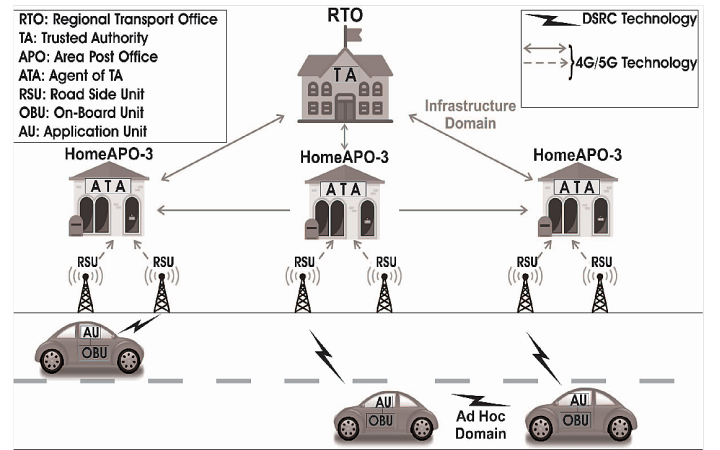 RTO: Regional Transport Office
TA: Trusted Authority
APO: Area Post Office
ATA: Agent of TA
RSU: Road Side Unit
OBU: On-Board Unit
AU: Application Unit
RTO
TA
DSRC Technology
4G/5G Technology
Infrastructure
Domain
HomeAPO-3
HomeAPO-3
HomeAPO-3
ATA
ATA
ATA
RSU
RSU
RSU
RSU
RSU
RSU
AU
OBU
AU
OBU
Ad Hoc
Domain
AU
OBU